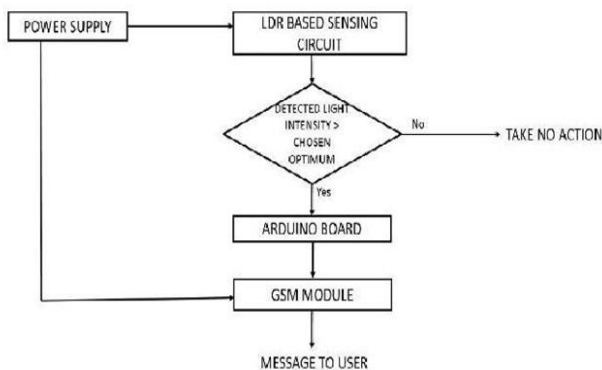 POWER SUPPLY
LDR BASED SENSING
CIRCUIT
DETECTED LIGHT
INTENSITY >
CHOSEN
OPTIMUM
No
TAKE NO ACTION
Yes
ARDUINO BOARD
GSM MODULE
MESSAGE TO USER